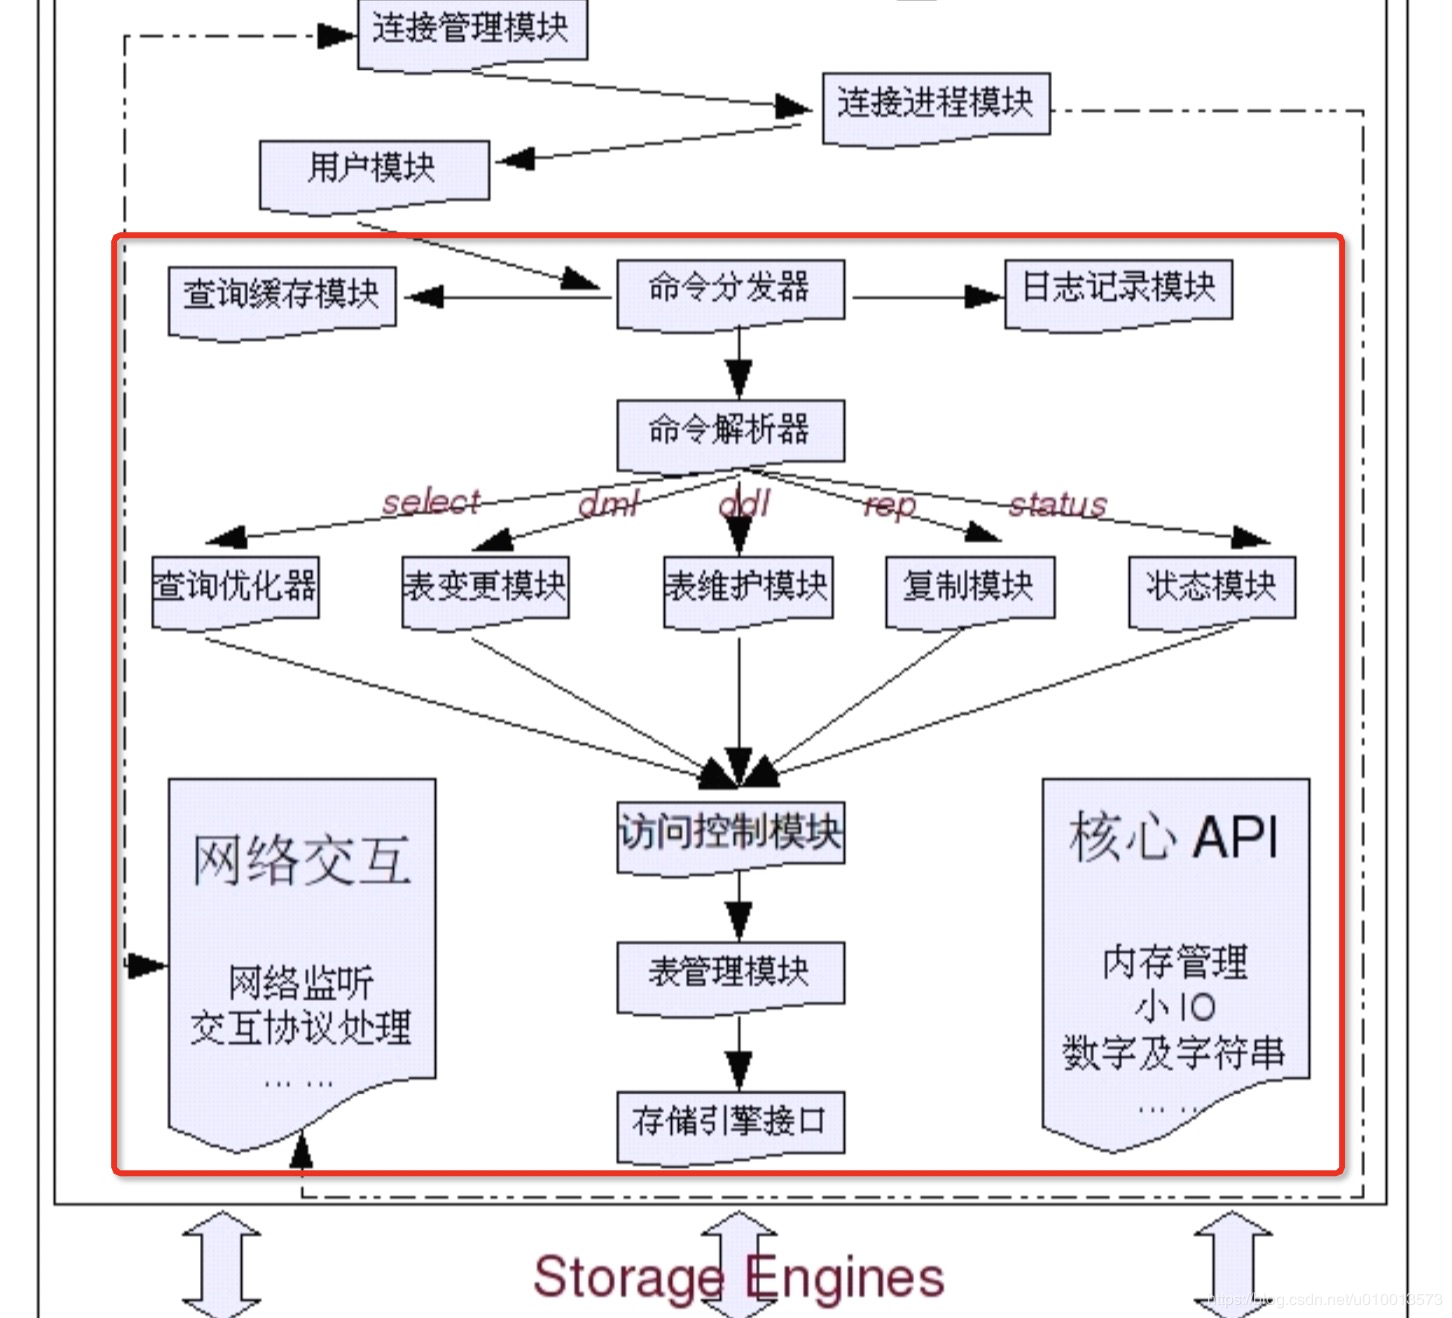 连接管理模块
连接进程模块
用户模块
查询缓存模块
命令分发器
日志记录模块
命令解析器
select
dml
ddl
rep
status
查询优化器
表变更模块
表维护模块
复制模块
状态模块
访问控制模块
网络交互
网络监听
交互协议处理
... ...
核心 API
内存管理
小 IO
数字及字符串
... ...
表管理模块
存储引擎接口
Storage Engines
https://blog.csdn.net/u010013573